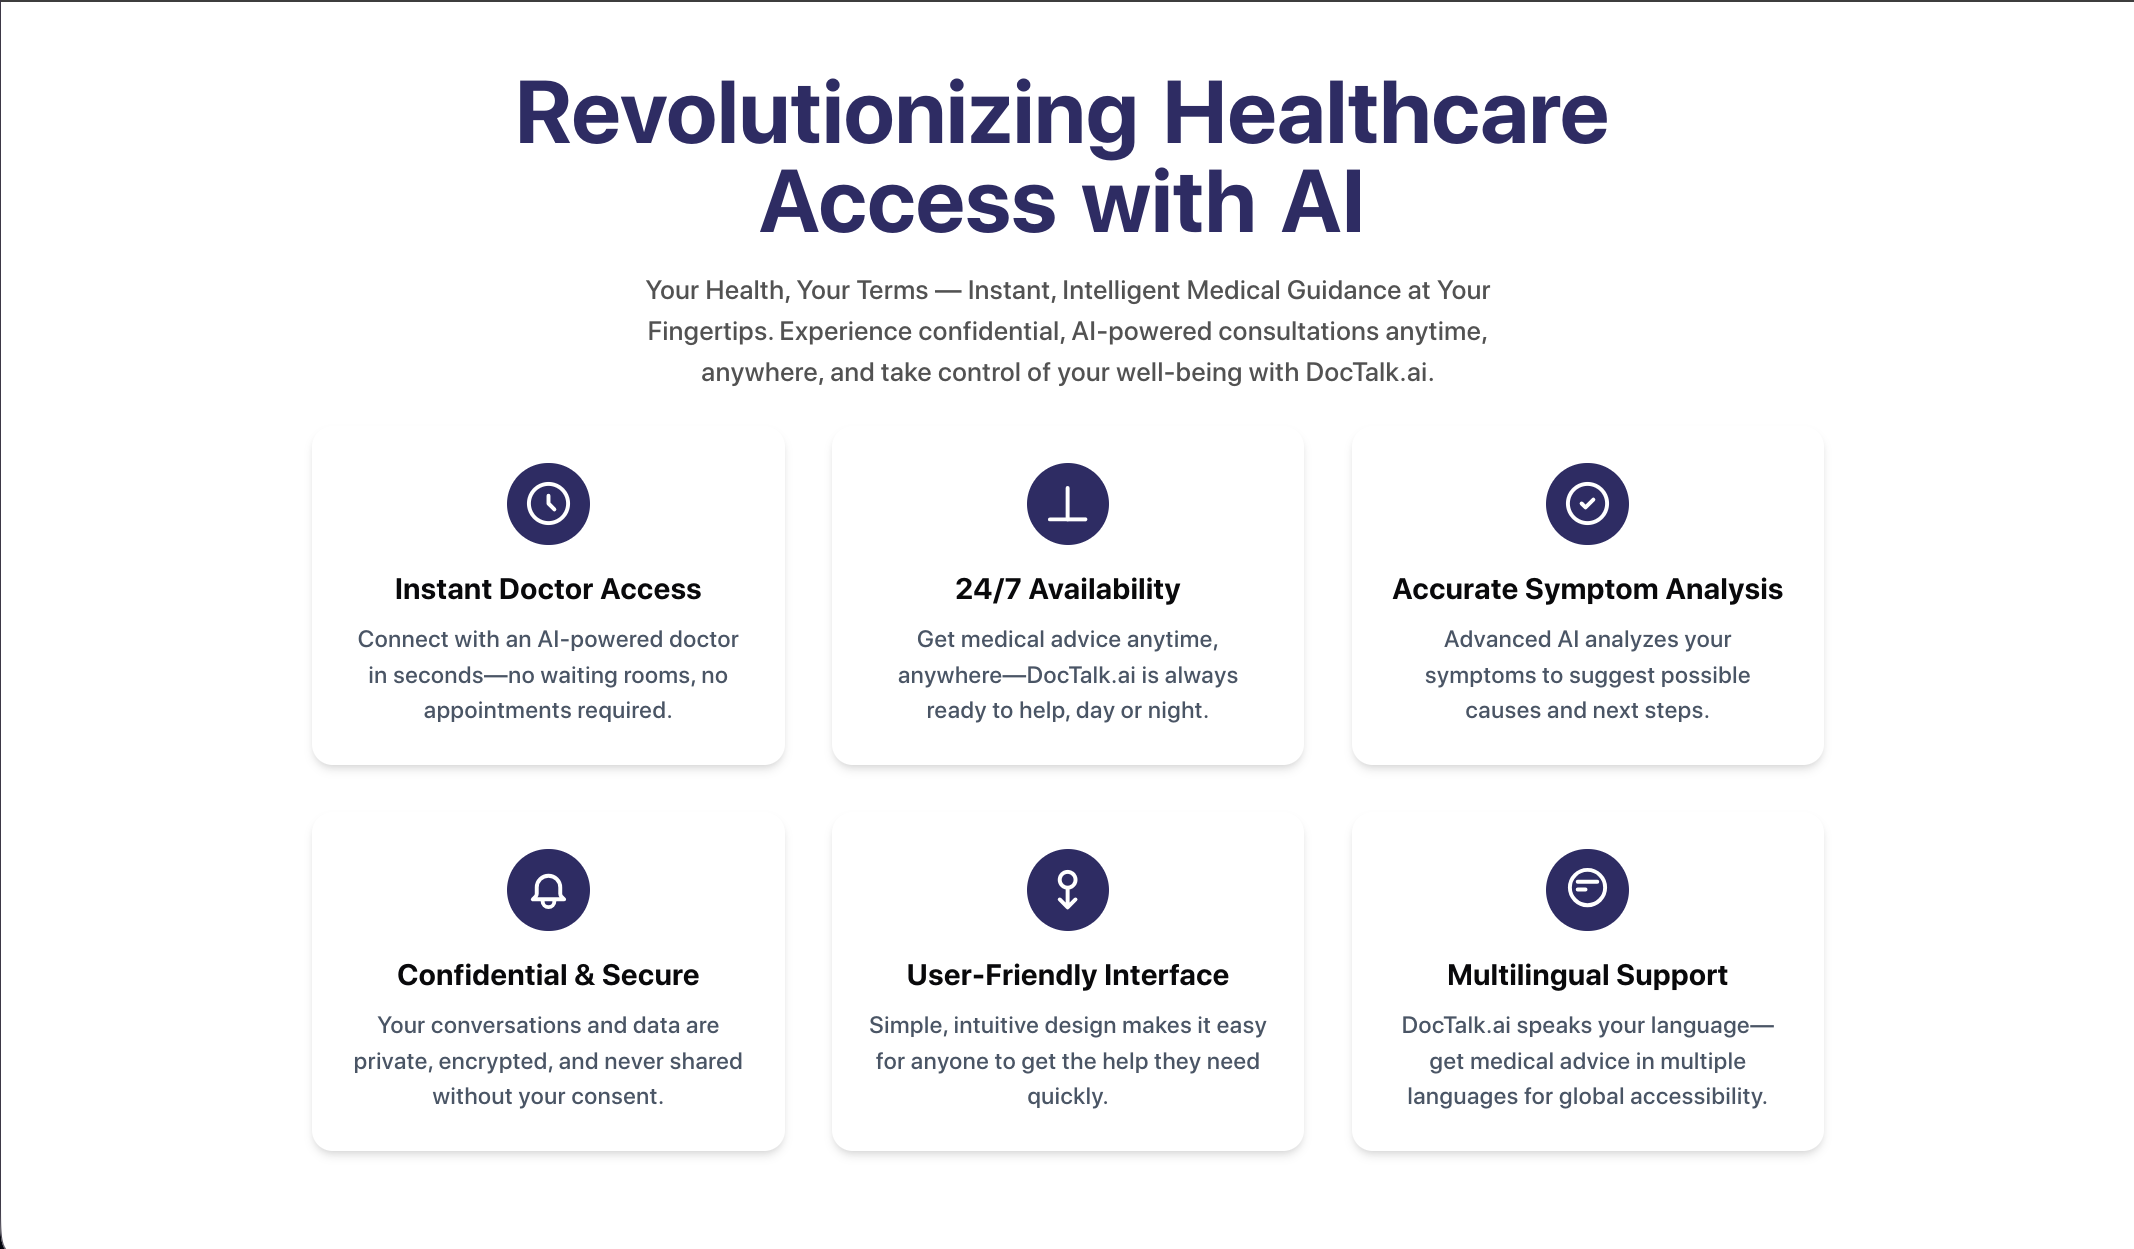 Revolutionizing Healthcare
Access with AI
Your Health, Your Terms — Instant, Intelligent Medical Guidance at Your
Fingertips. Experience confidential, AI-powered consultations anytime,
anywhere, and take control of your well-being with DocTalk.ai.
Instant Doctor Access
Connect with an AI-powered doctor
in seconds—no waiting rooms, no
appointments required.
24/7 Availability
Get medical advice anytime,
anywhere—DocTalk.ai is always
ready to help, day or night.
Accurate Symptom Analysis
Advanced AI analyzes your
symptoms to suggest possible
causes and next steps.
Confidential & Secure
Your conversations and data are
private, encrypted, and never shared
without your consent.
User-Friendly Interface
Simple, intuitive design makes it easy
for anyone to get the help they need
quickly.
Multilingual Support
DocTalk.ai speaks your language—
get medical advice in multiple
languages for global accessibility.